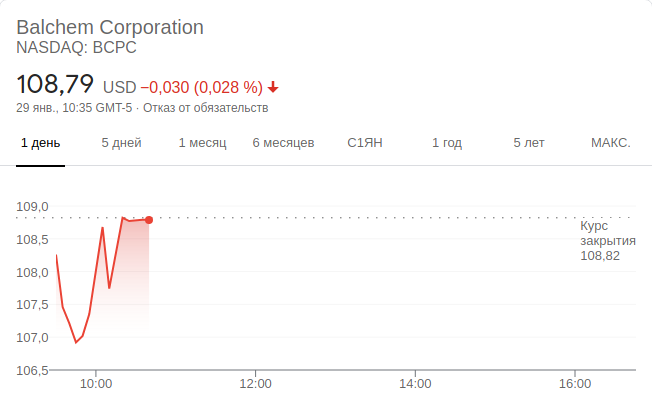 Balchem Corporation
NASDAQ: BCPC
108,79 USD −0,030 (0,028 %)
29 янв., 10:35 GMT-5 · Отказ от обязательств
1 день 5 дней 1 месяц 6 месяцев С1ЯН 1 год 5 лет МАКС.
109,0
108,5
108,0
107,5
107,0
106,5
Курс
закрытия
108,82
10:00 12:00 14:00 16:00